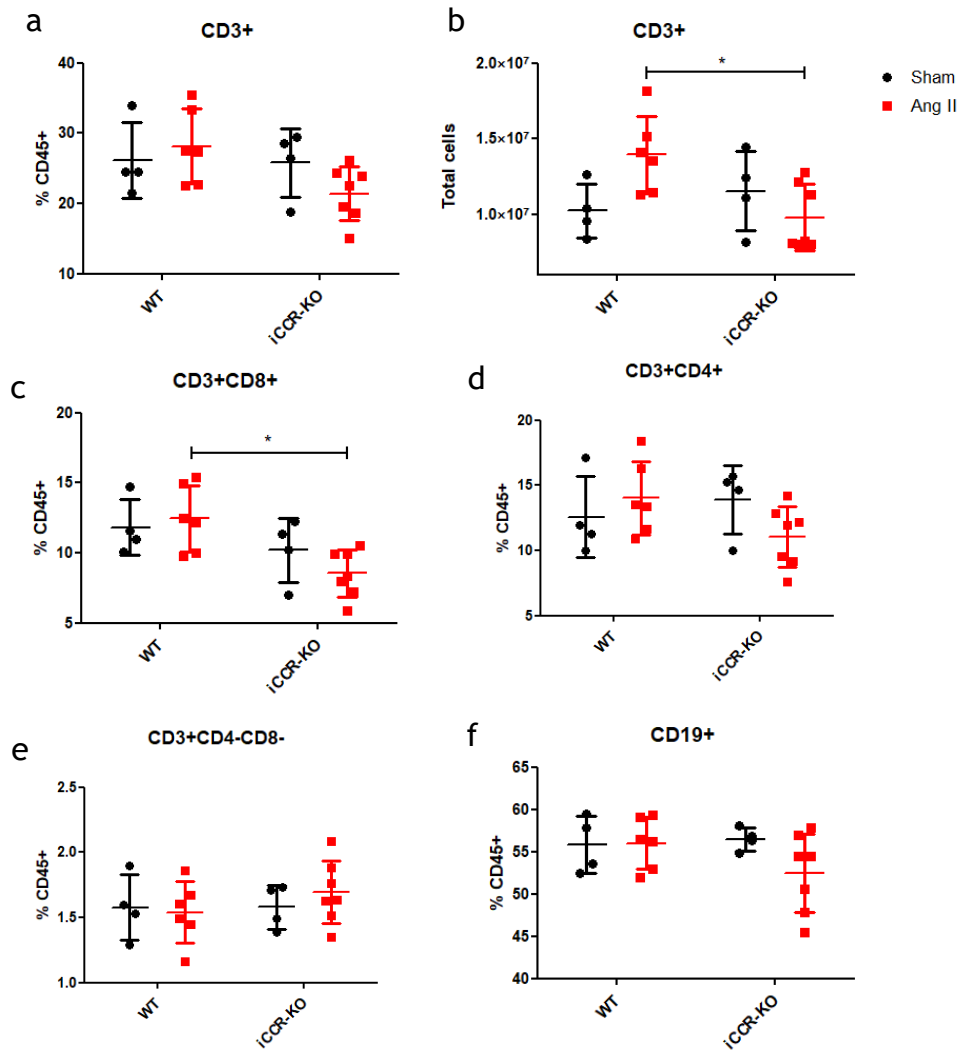 a
CD3+
% CD45+
40
30
20
10
WT
iCCR-KO
b
CD3+
Total cells
2.0×10⁷
1.5×10⁷
1.0×10⁷
*
WT
iCCR-KO
Sham
Ang II
c
CD3+CD8+
% CD45+
20
15
10
5
*
WT
iCCR-KO
d
CD3+CD4+
% CD45+
20
15
10
5
WT
iCCR-KO
e
CD3+CD4-CD8-
% CD45+
2.5
2.0
1.5
1.0
WT
iCCR-KO
f
CD19+
% CD45+
65
60
55
50
45
40
WT
iCCR-KO